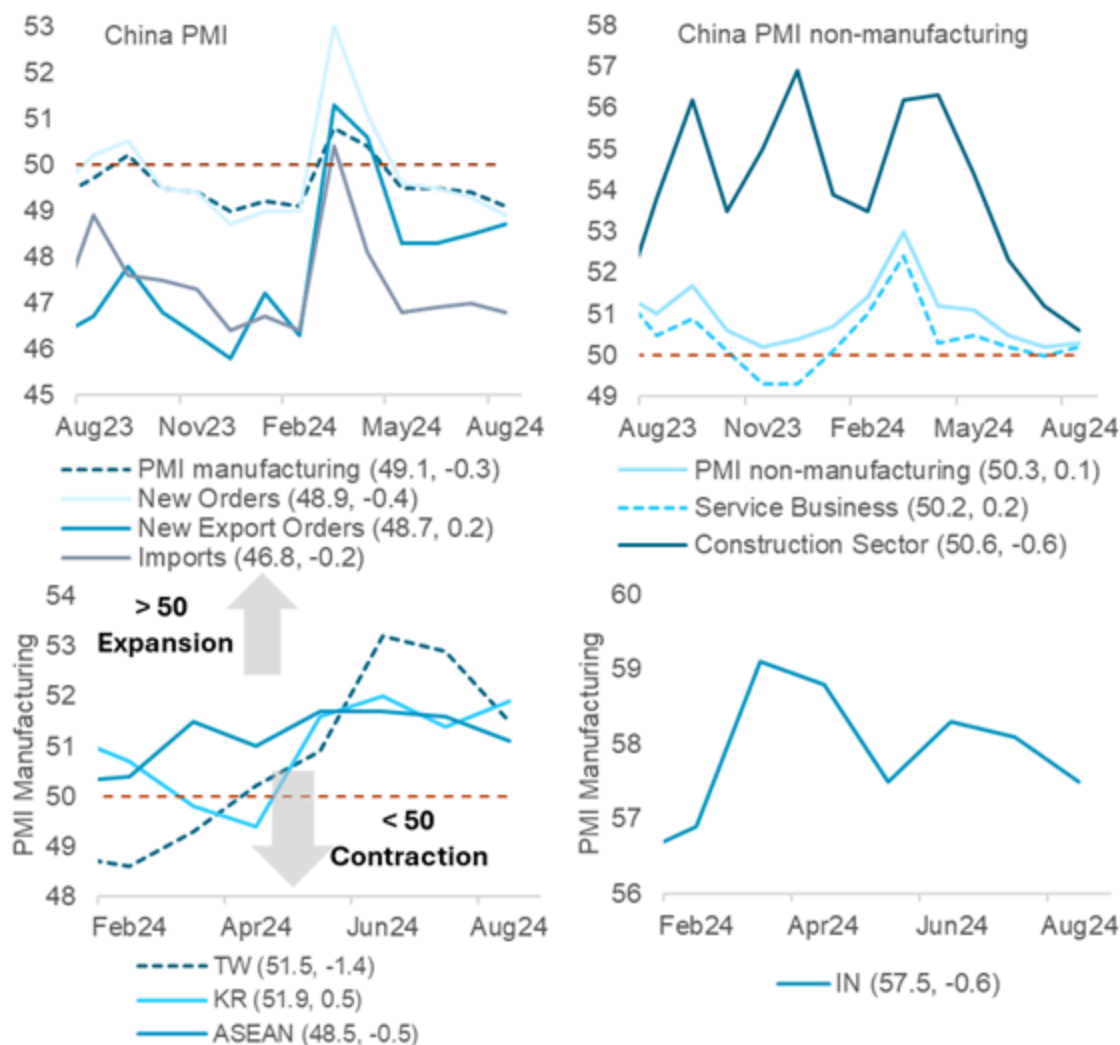 China PMI
53
52
51
50
49
48
47
46
45
Aug23 Nov23 Feb24 May24 Aug24
PMI manufacturing (49.1, -0.3)
New Orders (48.9, -0.4)
New Export Orders (48.7, 0.2)
Imports (46.8, -0.2)
China PMI non-manufacturing
58
57
56
55
54
53
52
51
50
49
Aug23 Nov23 Feb24 May24 Aug24
PMI non-manufacturing (50.3, 0.1)
Service Business (50.2, 0.2)
Construction Sector (50.6, -0.6)
PMI Manufacturing
54
53
52
51
50
49
48
> 50
Expansion
< 50
Contraction
Feb24 Apr24 Jun24 Aug24
TW (51.5, -1.4)
KR (51.9, 0.5)
ASEAN (48.5, -0.5)
PMI Manufacturing
60
59
58
57
56
Feb24 Apr24 Jun24 Aug24
IN (57.5, -0.6)